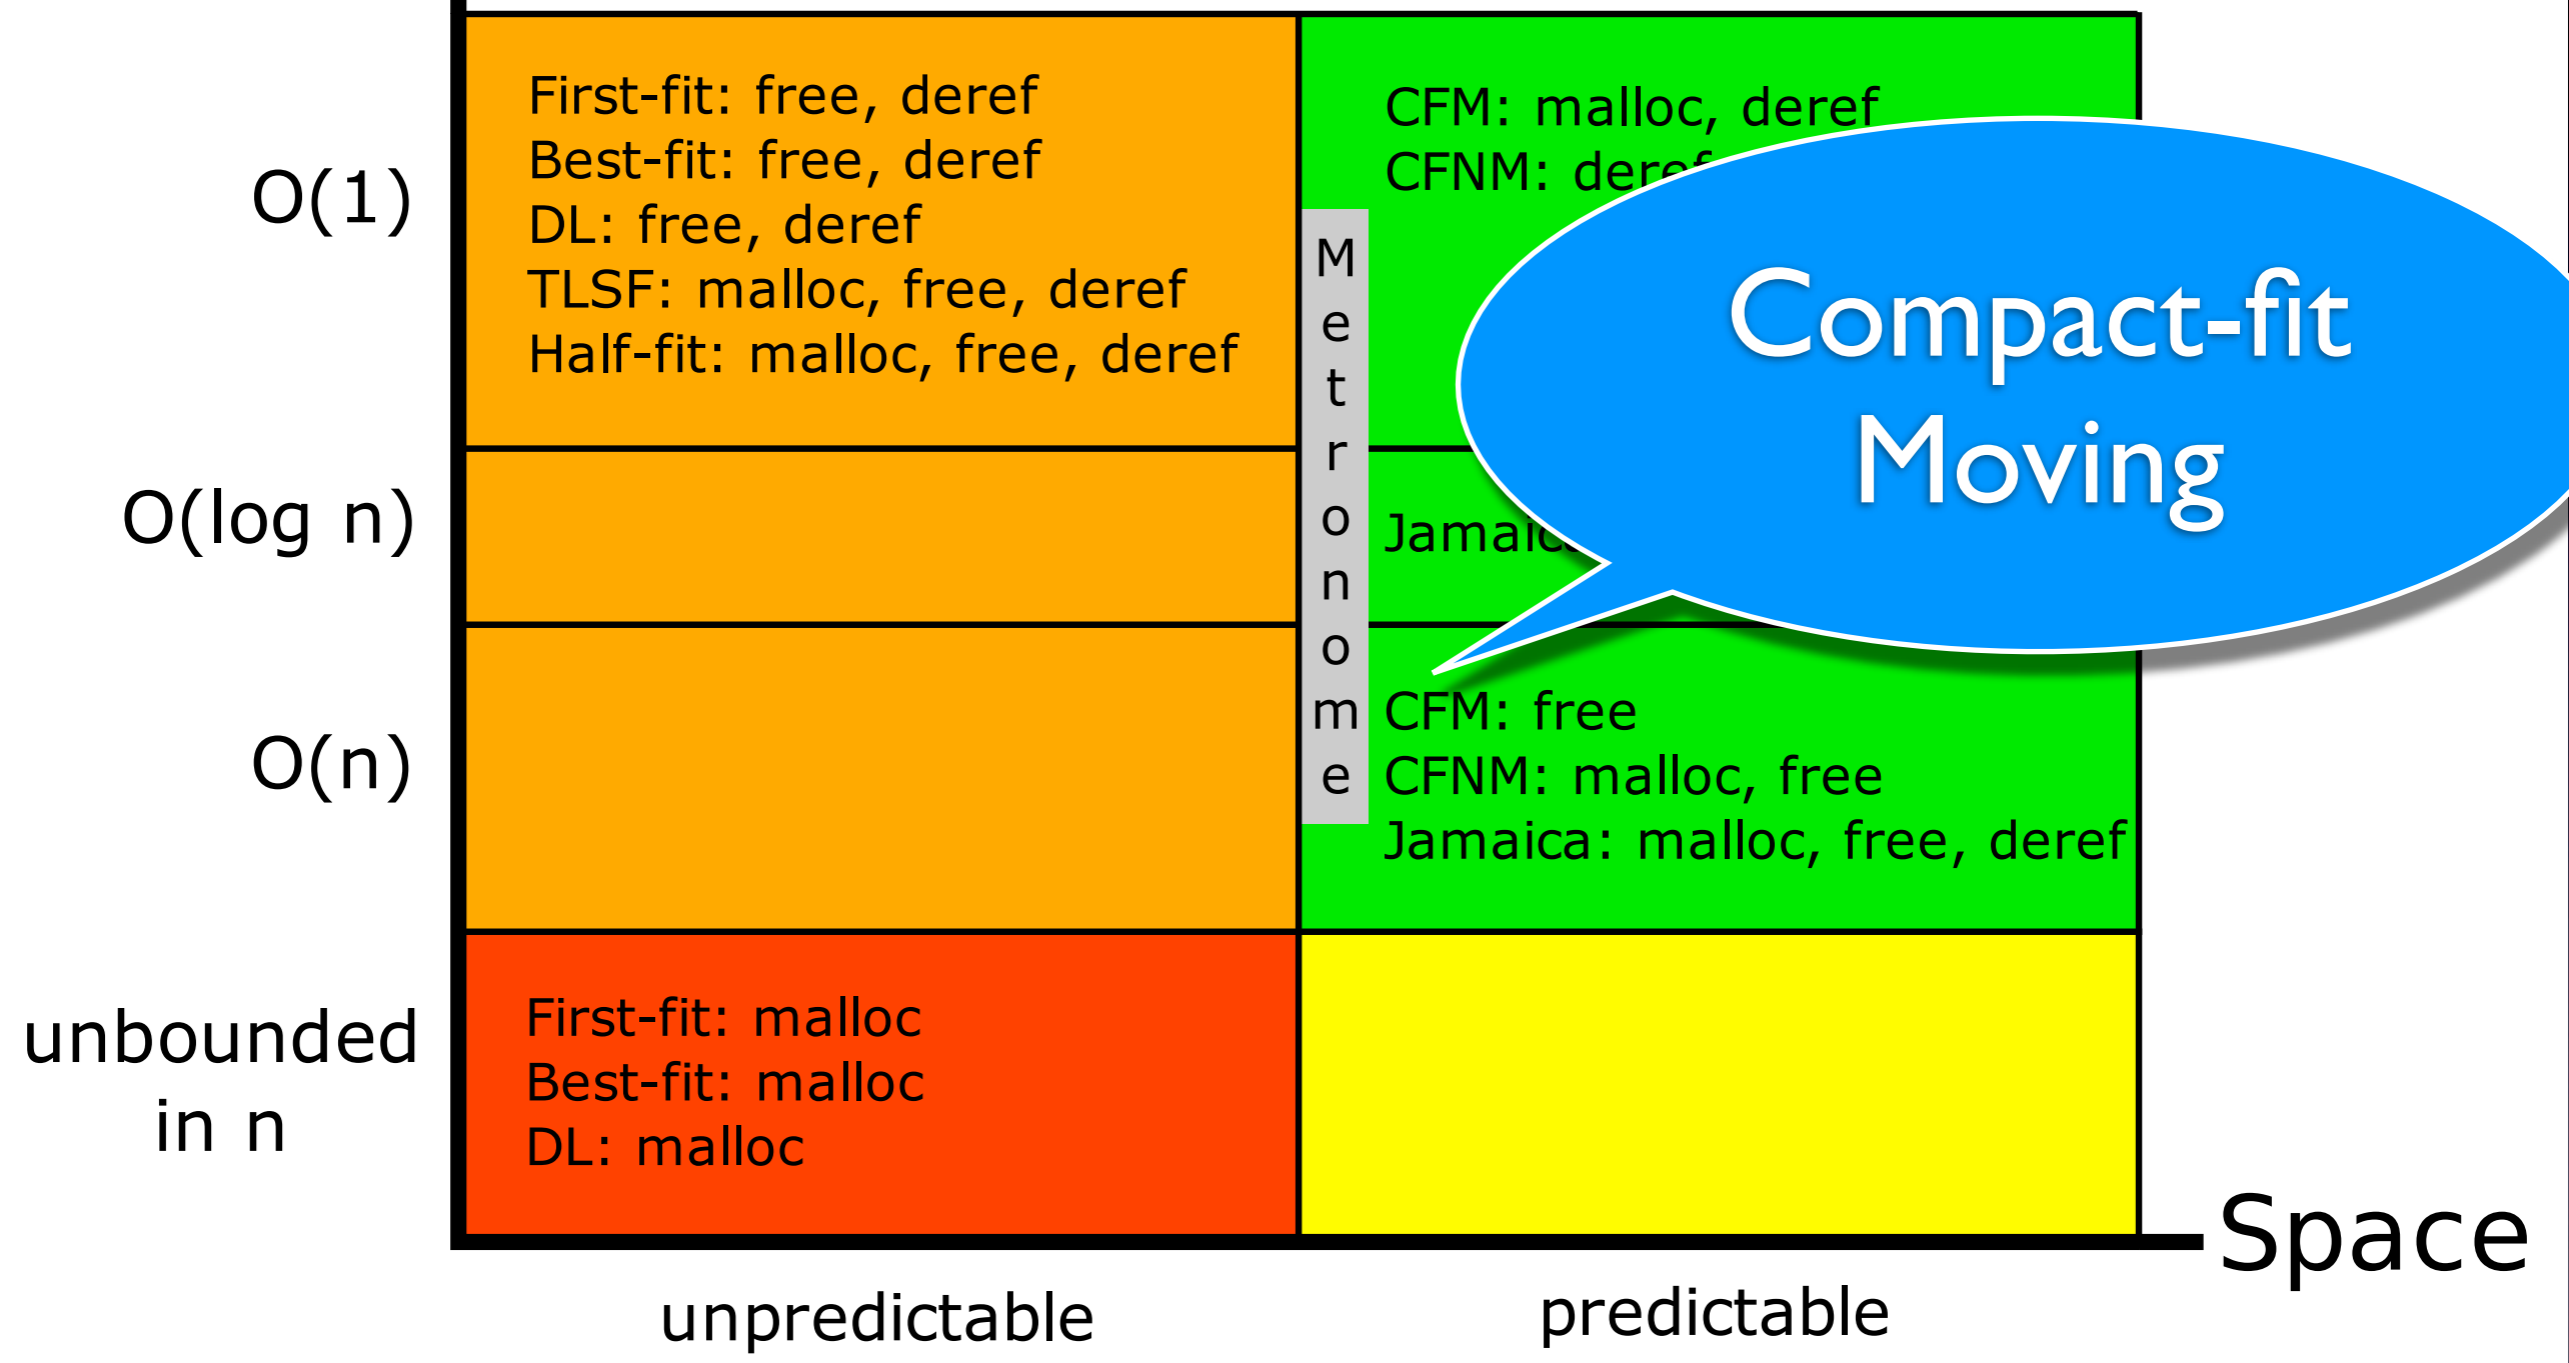 O(1)
First-fit: free, deref
Best-fit: free, deref
DL: free, deref
TLSF: malloc, free, deref
Half-fit: malloc, free, deref
CFM: malloc, deref
CFNM:
Metronome
Compact-fit
Moving
O(log n)
O(n)
CFM: free
CFNM: malloc, free
Jamaica: malloc, free, deref
unbounded
in n
First-fit: malloc
Best-fit: malloc
DL: malloc
Space
unpredictable
predictable